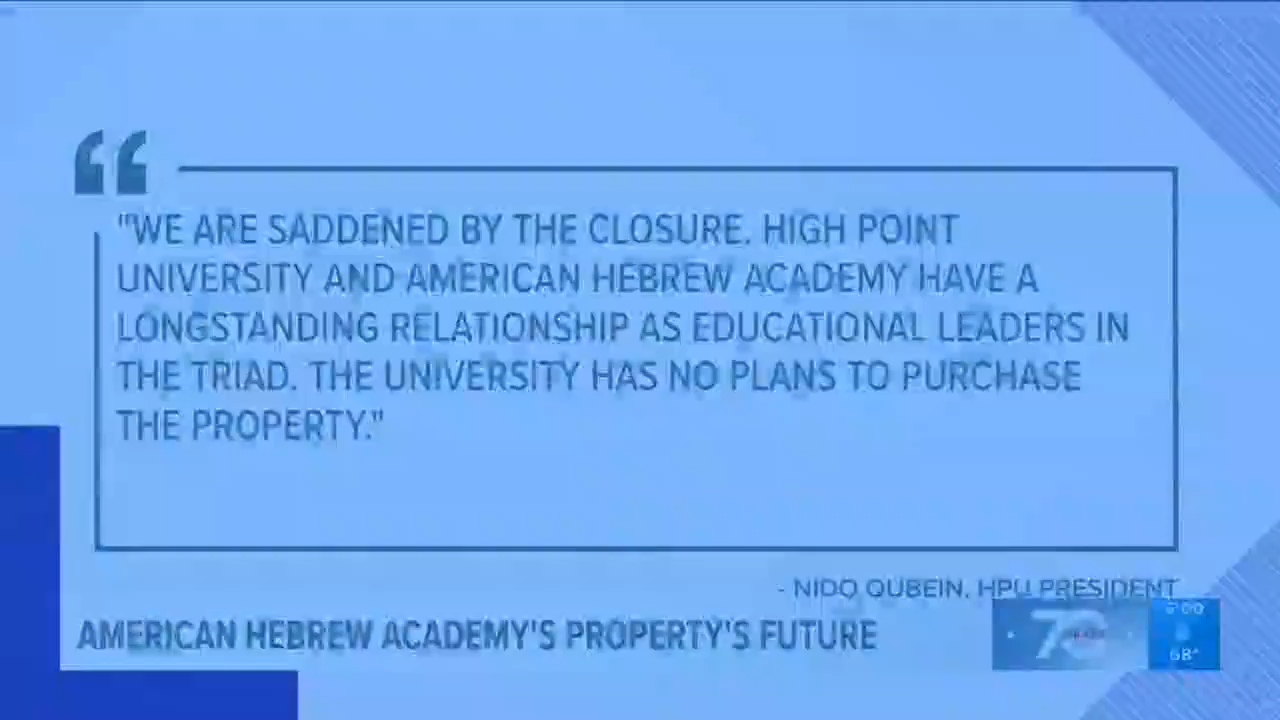 "WE ARE SADDENED BY THE CLOSURE. HIGH POINT
UNIVERSITY AND AMERICAN HEBREW ACADEMY HAVE A
LONGSTANDING RELATIONSHIP AS EDUCATIONAL LEADERS IN
THE TRIAD. THE UNIVERSITY HAS NO PLANS TO PURCHASE
THE PROPERTY."
- NIDO QUBEIN, HPU PRESIDENT
AMERICAN HEBREW ACADEMY'S PROPERTY'S FUTURE
68°